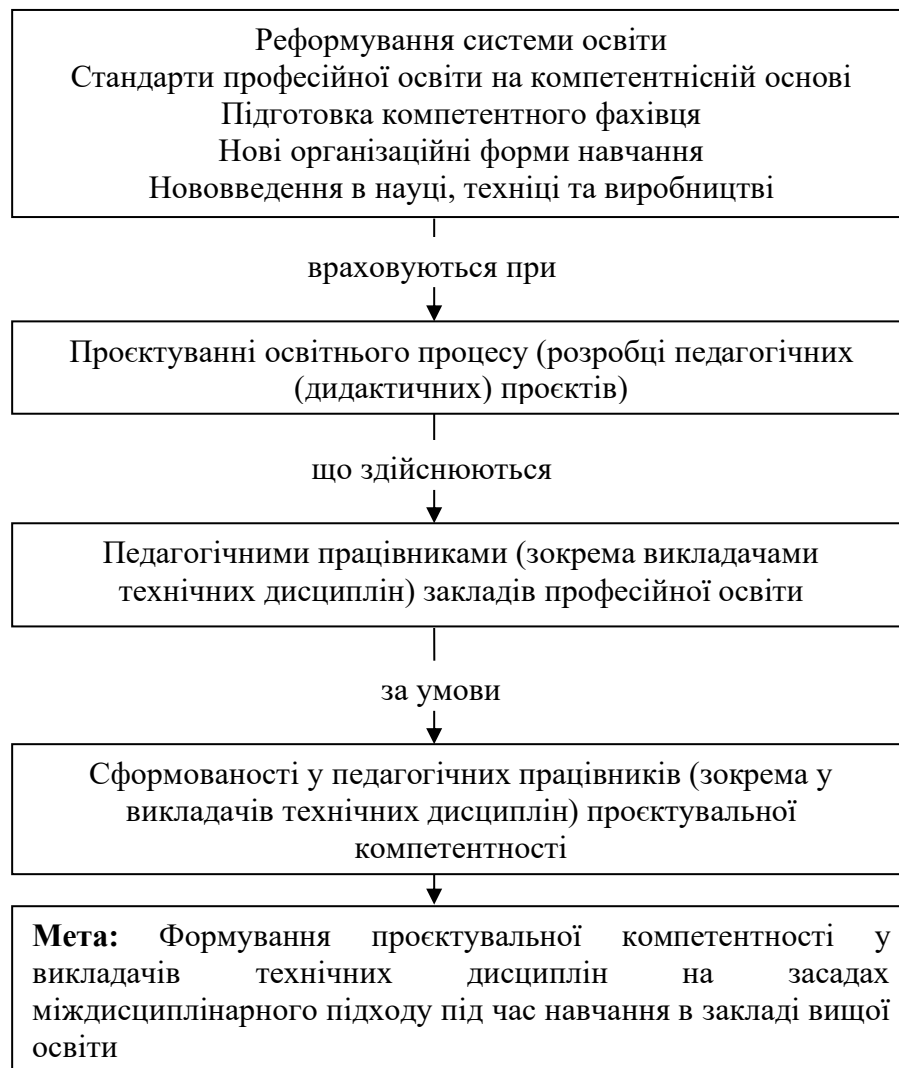 Реформування системи освіти
Стандарти професійної освіти на компетентнісній основі
Підготовка компетентного фахівця
Нові організаційні форми навчання
Нововведення в науці, техніці та виробництві
враховуються при
Проєктуванні освітнього процесу (розробці педагогічних
(дидактичних) проєктів)
що здійснюються
Педагогічними працівниками (зокрема викладачами
технічних дисциплін) закладів професійної освіти
за умови
Сформованості у педагогічних працівників (зокрема у
викладачів технічних дисциплін) проєктувальної
компетентності
Мета: Формування проєктувальної компетентності у
викладачів технічних дисциплін на засадах
міждисциплінарного підходу під час навчання в закладі вищої
освіти